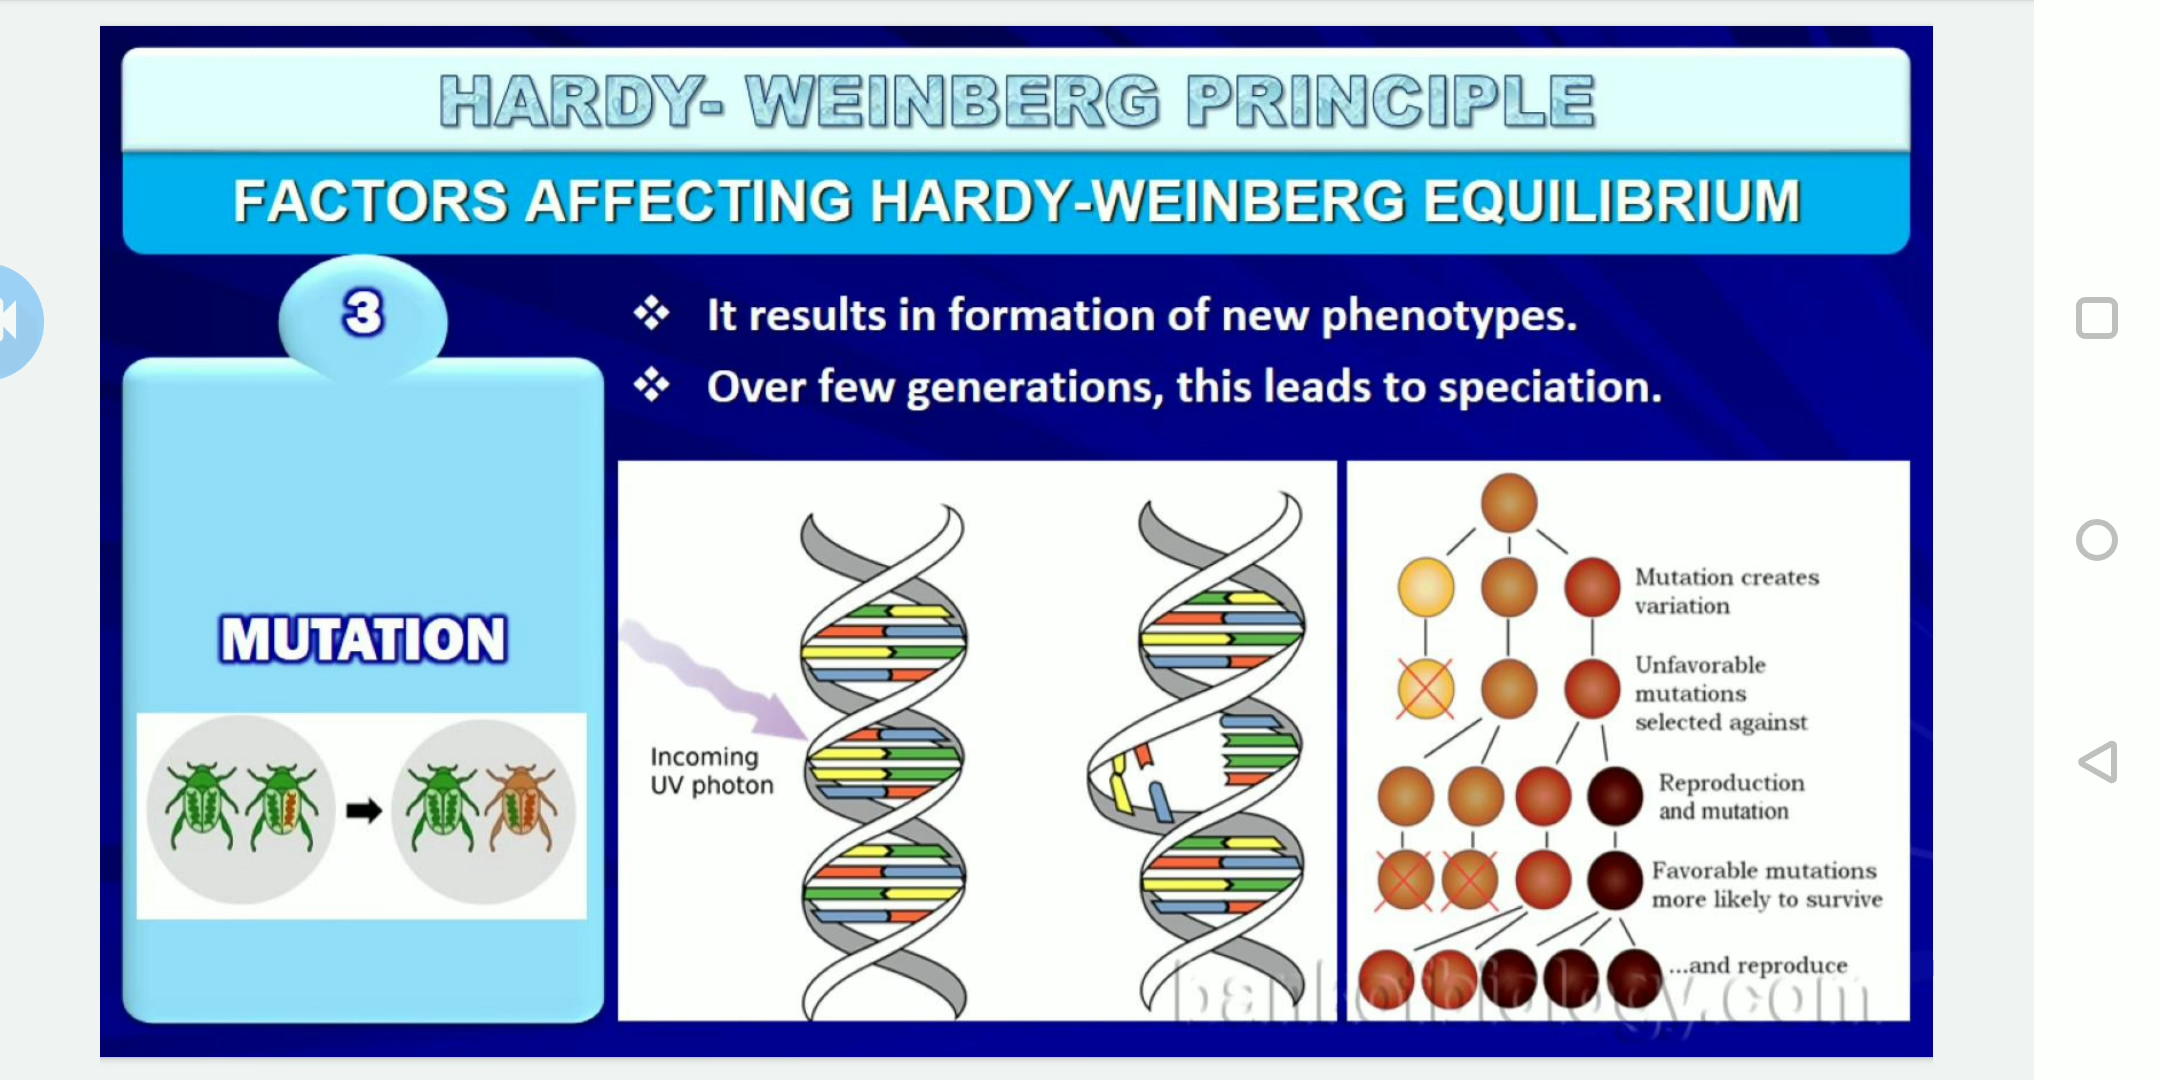 HARDY- WEINBERG PRINCIPLE
FACTORS AFFECTING HARDY-WEINBERG EQUILIBRIUM
3
MUTATION
❖ It results in formation of new phenotypes.
❖ Over few generations, this leads to speciation.
Incoming
UV photon
Mutation creates
variation
Unfavorable
mutations
selected against
Reproduction
and mutation
Favorable mutations
more likely to survive
...and reproduce
bankofbiology.com